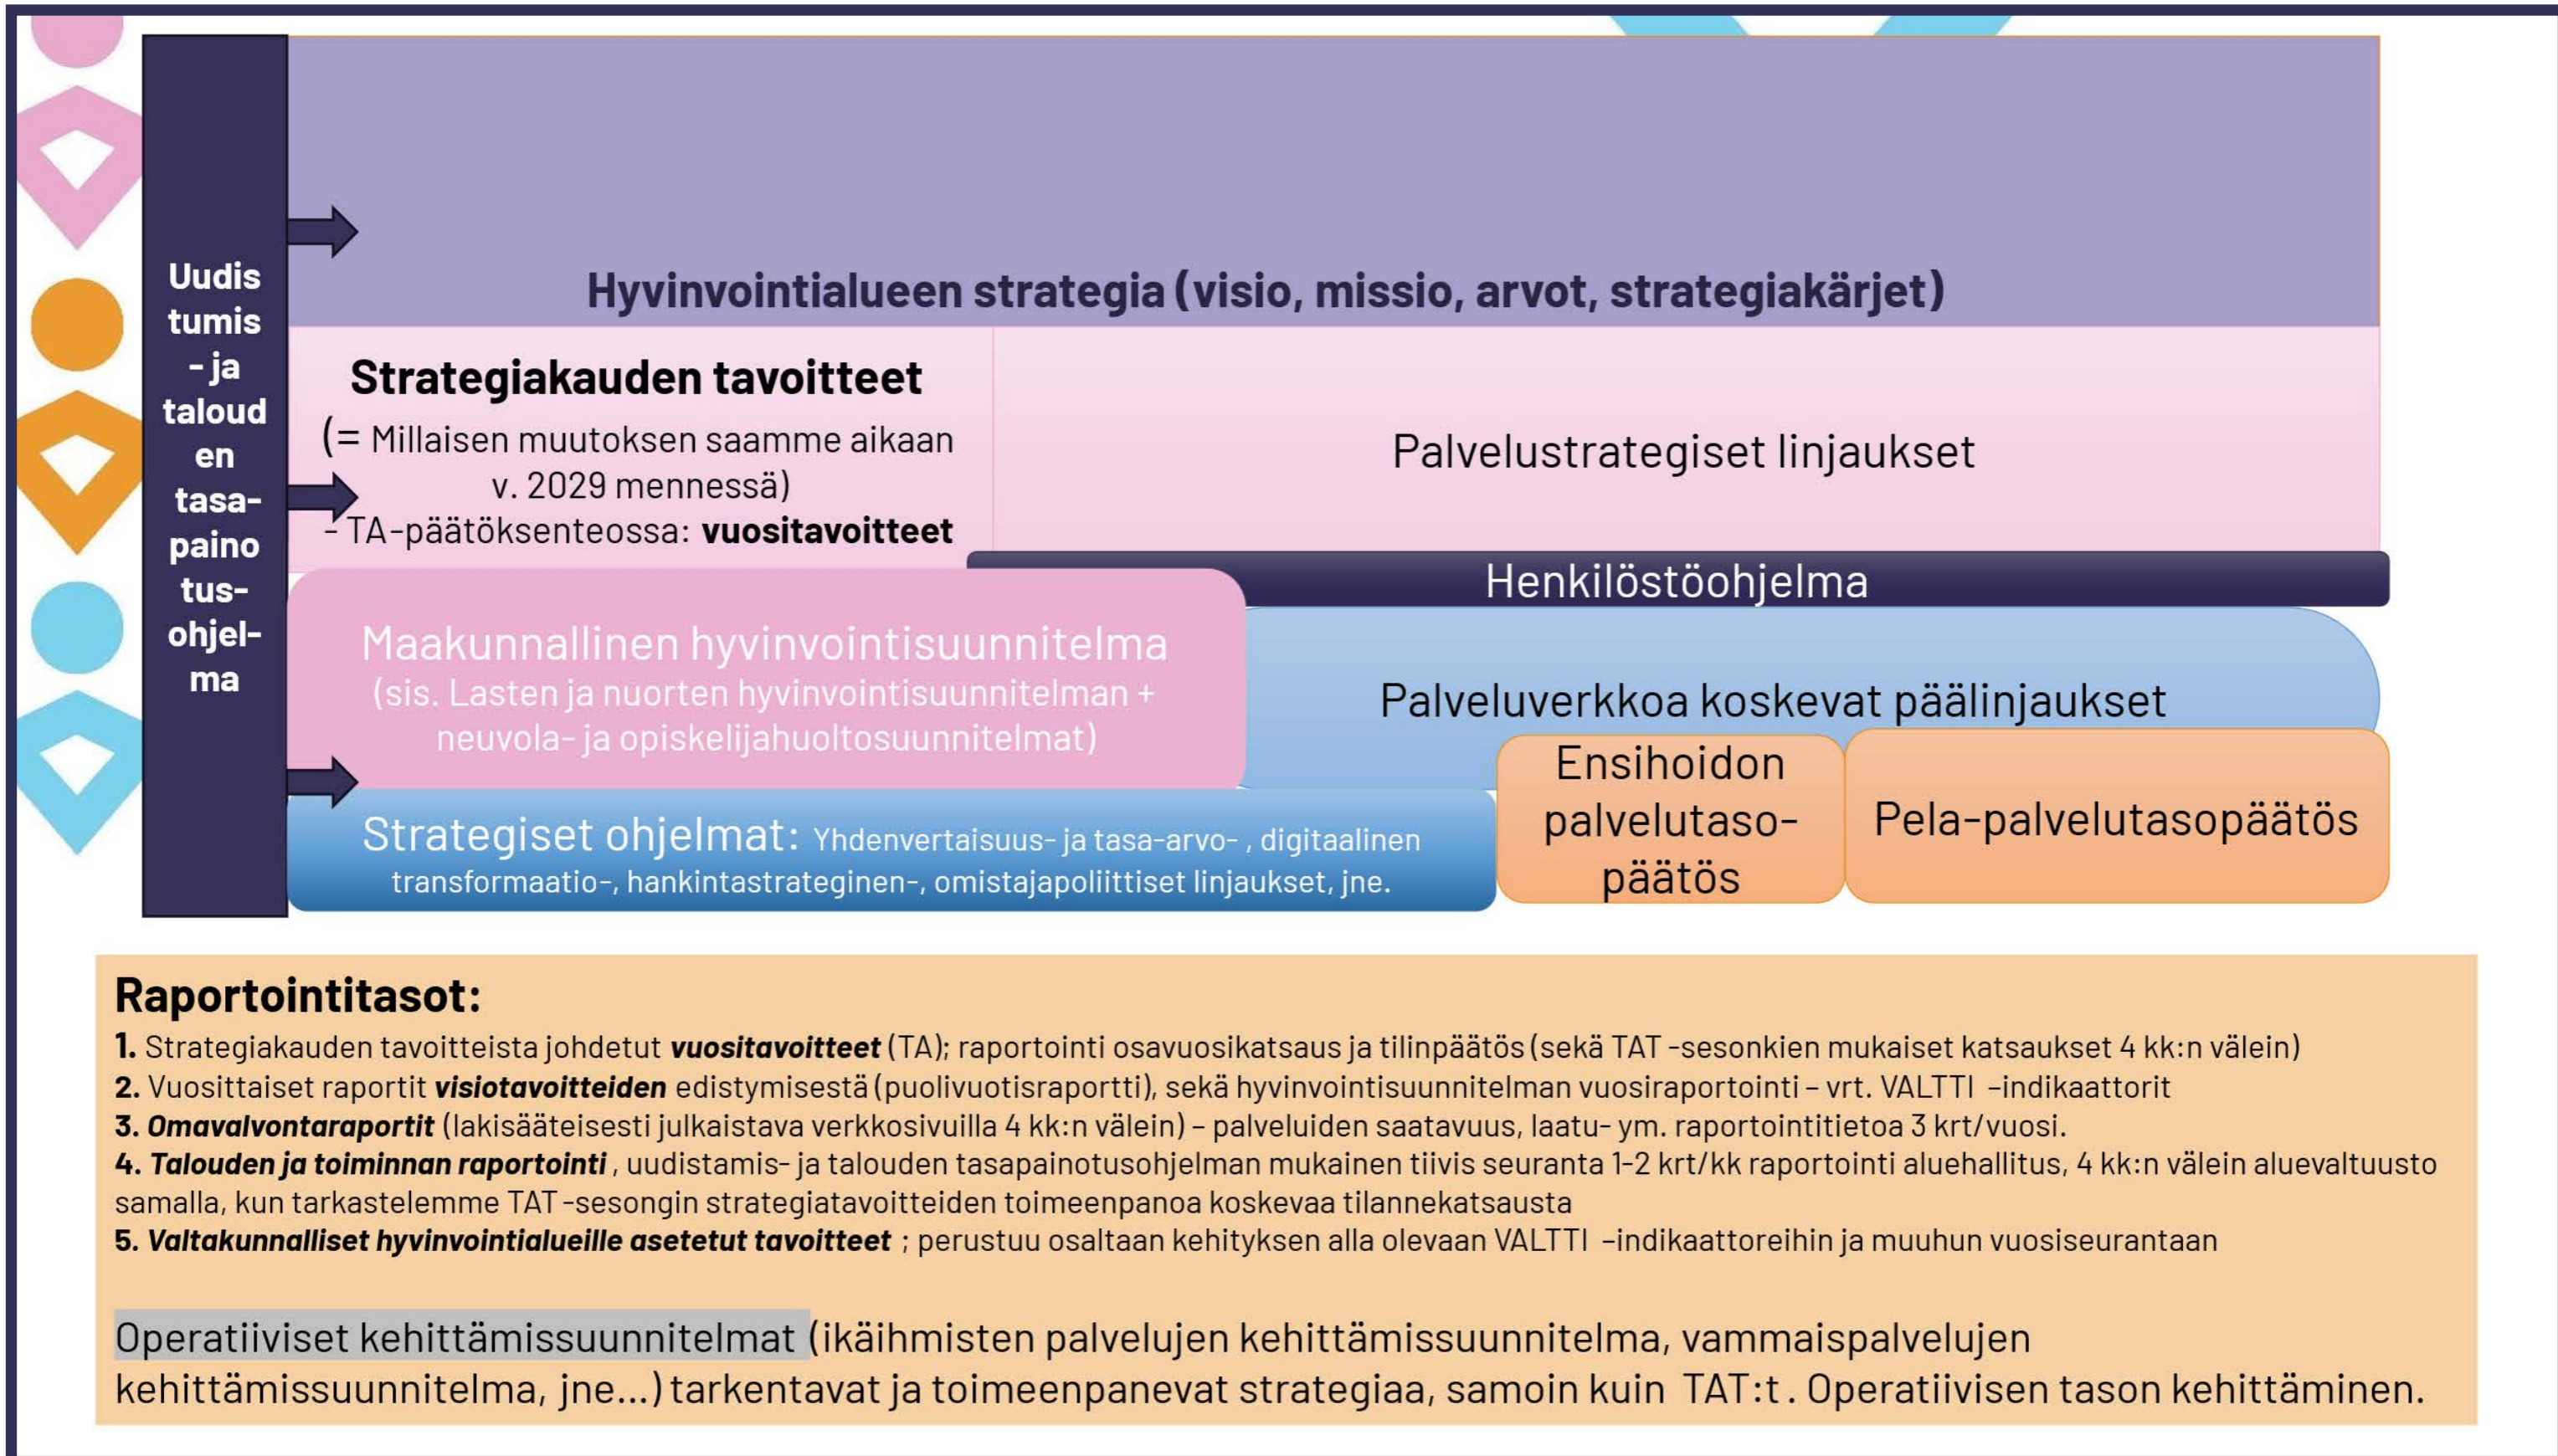 Uudis
tumis
- ja
taloud
en
tasa-
paino
tus-
ohjel-
ma
Hyvinvointialueen strategia (visio, missio, arvot, strategiakärjet)
Strategiakauden tavoitteet
(= Millaisen muutoksen saamme aikaan
v. 2029 mennessä)
- TA-päätöksenteossa: vuositavoitteet
Palvelustrategiset linjaukset
Henkilöstöohjelma
Maakunnallinen hyvinvointisuunnitelma
(sis. Lasten ja nuorten hyvinvointisuunnitelman +
neuvola- ja opiskelijahuoltosuunnitelmat)
Palveluverkkoa koskevat päälinjaukset
Strategiset ohjelmat: Yhdenvertaisuus- ja tasa-arvo- , digitaalinen
transformaatio-, hankintastrateginen-, omistajapoliittiset linjaukset, jne.
Ensihoidon
palvelutaso-
päätös
Pela-palvelutasopäätös
Raportointitasot:
1. Strategiakauden tavoitteista johdetut vuositavoitteet (TA); raportointi osavuosikatsaus ja tilinpäätös (sekä TAT -sesonkien mukaiset katsaukset 4 kk:n välein)
2. Vuosittaiset raportit visiotavoitteiden edistymisestä (puolivuotisraportti), sekä hyvinvointisuunnitelman vuosiraportointi – vrt. VALTTI -indikaattorit
3. Omavalvontaraportit (lakisääteisesti julkaistava verkkosivuilla 4 kk:n välein) – palveluiden saatavuus, laatu- ym. raportointitietoa 3 krt/vuosi.
4. Talouden ja toiminnan raportointi , uudistamis- ja talouden tasapainotusohjelman mukainen tiivis seuranta 1-2 krt/kk raportointi aluehallitus, 4 kk:n välein aluevaltuusto
samalla, kun tarkastelemme TAT -sesongin strategiatavoitteiden toimeenpanoa koskevaa tilannekatsausta
5. Valtakunnalliset hyvinvointialueille asetetut tavoitteet ; perustuu osaltaan kehityksen alla olevaan VALTTI -indikaattoreihin ja muuhun vuosiseurantaan
Operatiiviset kehittämissuunnitelmat (ikäihmisten palvelujen kehittämissuunnitelma, vammaispalvelujen
kehittämissuunnitelma, jne...) tarkentavat ja toimeenpanevat strategiaa, samoin kuin TAT:t . Operatiivisen tason kehittäminen.